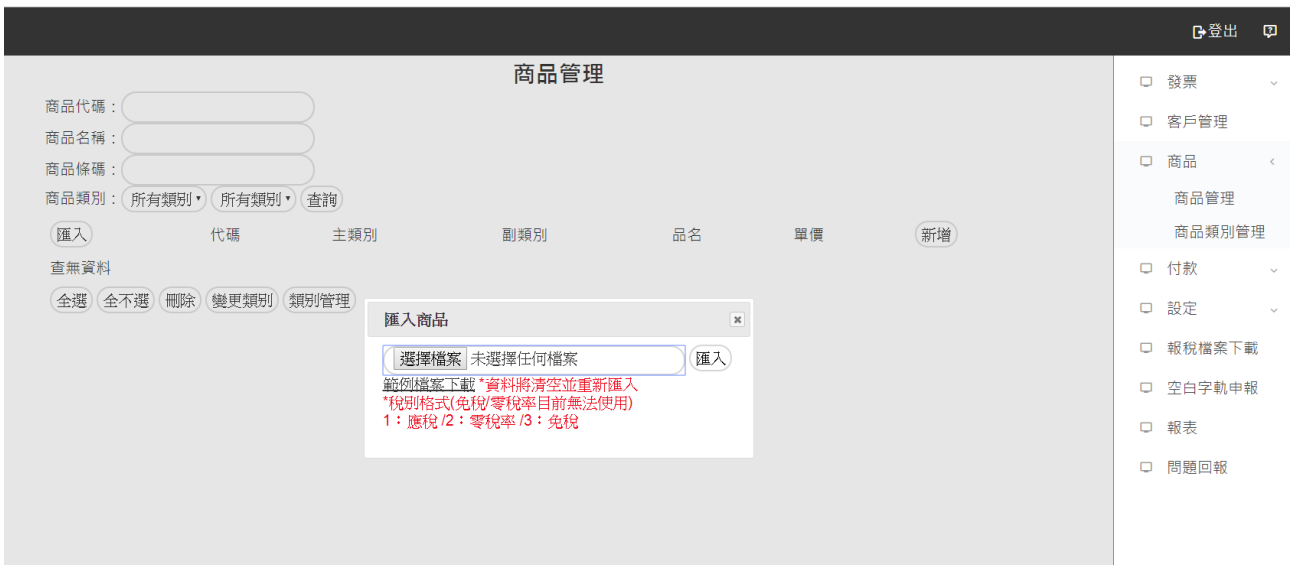 登出
商品管理
商品代碼：
商品名稱：
商品條碼：
商品類別： 所有類別 所有類別 查詢
匯入 代碼 主類別 副類別 品名 單價 新增
查無資料
全選 全不選 刪除 變更類別 類別管理
匯入商品
選擇檔案 未選擇任何檔案 匯入
範例檔案下載 *資料將清空並重新匯入
*稅別格式(免稅/零稅率目前無法使用)
1：應稅 /2：零稅率 /3：免稅
發票
客戶管理
商品
商品管理
商品類別管理
付款
設定
報稅檔案下載
空白字軌申報
報表
問題回報